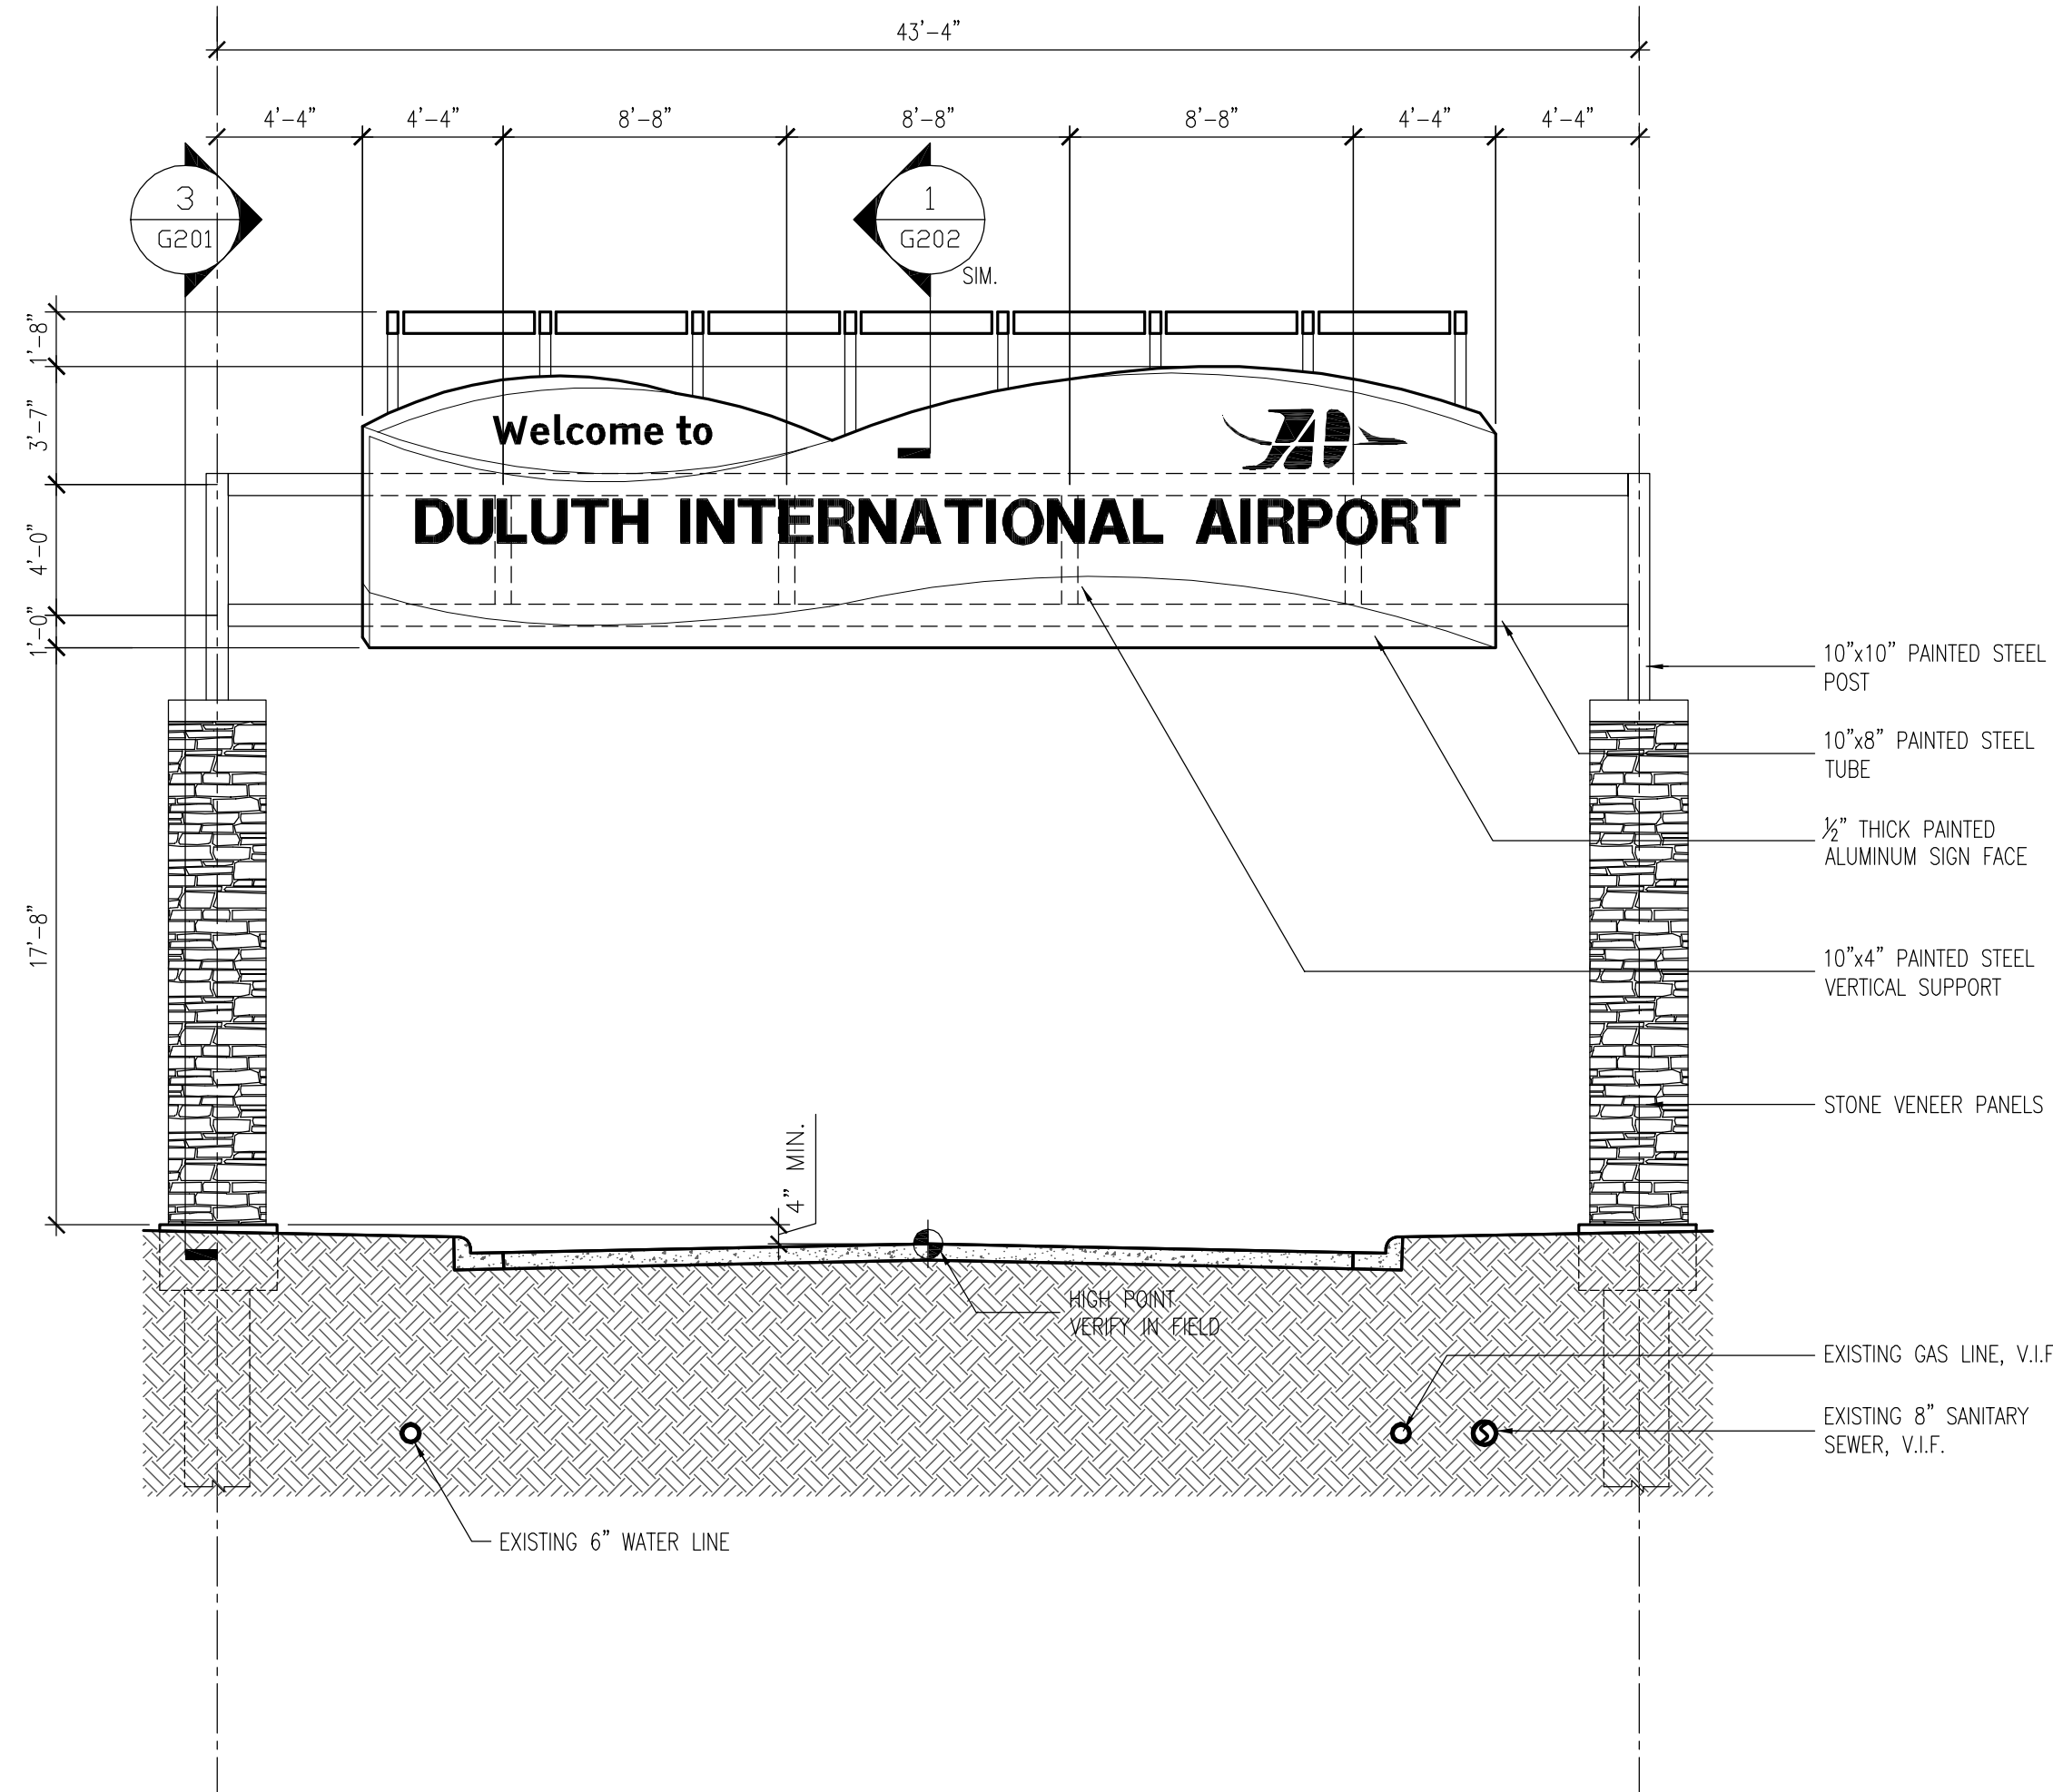 43'-4"
4'-4"
4'-4"
8'-8"
8'-8"
8'-8"
4'-4"
4'-4"
3
G201
1
G202
SIM.
1'-8"
3'-7"
4'-0"
1'-0"
17'-8"
Welcome to
DULUTH INTERNATIONAL AIRPORT
10"x10" PAINTED STEEL
POST
10"x8" PAINTED STEEL
TUBE
½" THICK PAINTED
ALUMINUM SIGN FACE
10"x4" PAINTED STEEL
VERTICAL SUPPORT
STONE VENEER PANELS
4" MIN.
HIGH POINT
VERIFY IN FIELD
EXISTING GAS LINE, V.I.F
EXISTING 8" SANITARY
SEWER, V.I.F.
S
EXISTING 6" WATER LINE